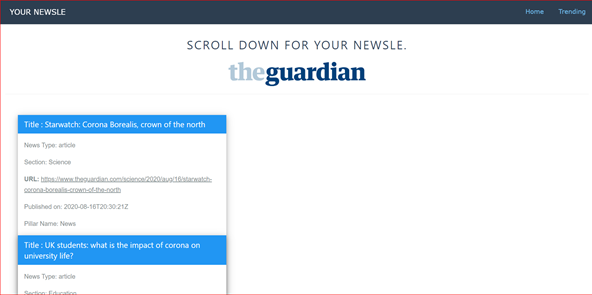 YOUR NEWSLE
Home
Trending
SCROLL DOWN FOR YOUR NEWSLE.
theguardian
Title : Starwatch: Corona Borealis, crown of the north
News Type: article
Section: Science
URL: https://www.theguardian.com/science/2020/aug/16/starwatch-
corona-borealis-crown-of-the-north
Published on: 2020-08-16T20:30:21Z
Pillar Name: News
Title : UK students: what is the impact of corona on
university life?
News Type: article
Section: Education